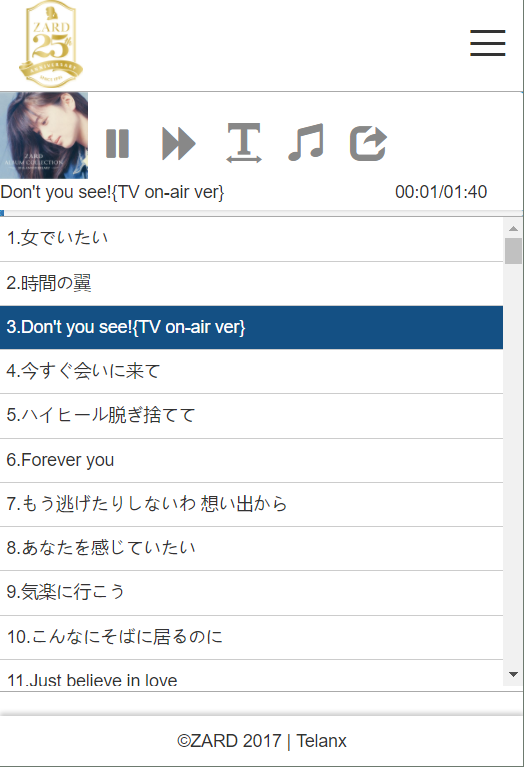 ZARD
25th
ANNIVERSARY
SINCE 1991
ZARD
ALBUM COLLECTION
T
Don't you see!{TV on-air ver}
00:01/01:40
1.女でいたい
2.時間の翼
3.Don't you see!{TV on-air ver}
4.今すぐ会いに来て
5.ハイヒール脱ぎ捨てて
6.Forever you
7.もう逃げたりしないわ 想い出から
8.あなたを感じていたい
9.気楽に行こう
10.こんなにそばに居るのに
11.Just believe in love
©ZARD 2017 | Telanx